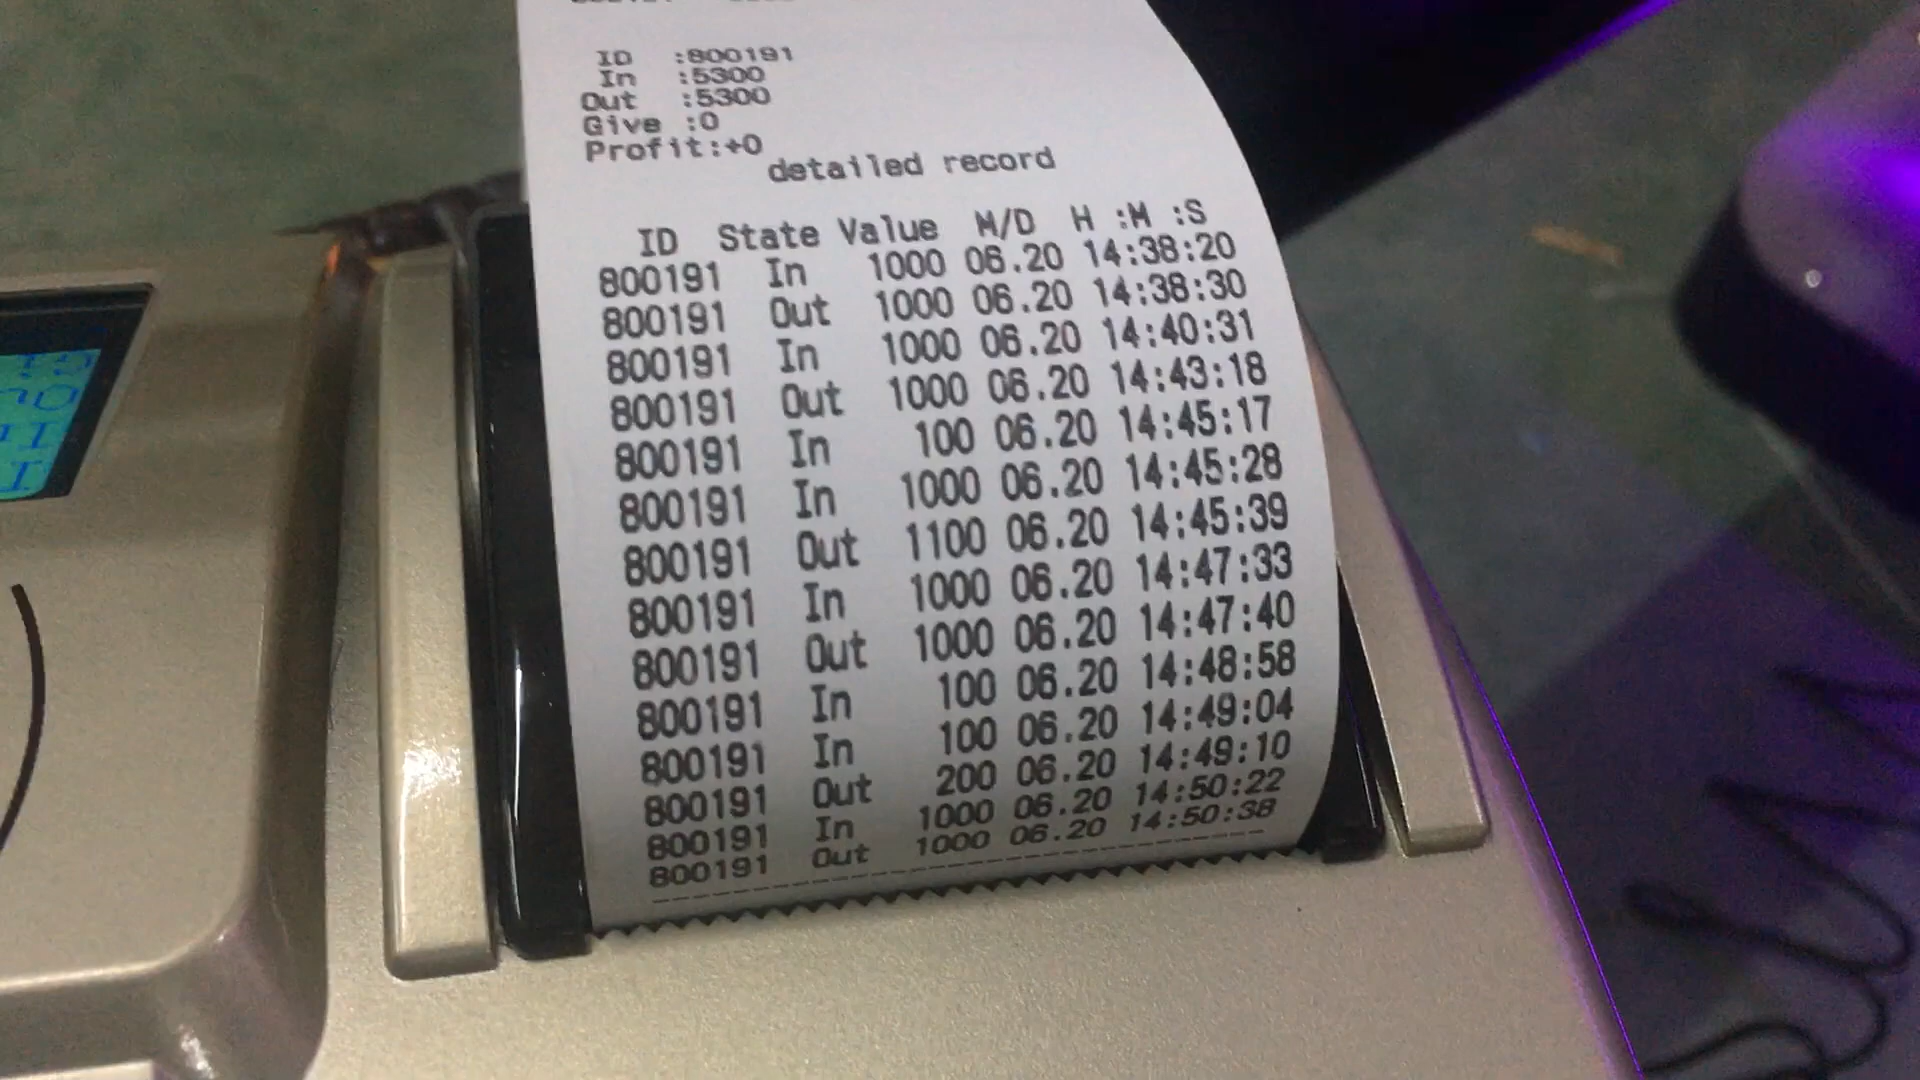 ID :800191
In :5300
Out :5300
Give :0
Profit:+0
detailed record
ID State Value M/D H :M :S
800191 In 1000 06.20 14:38:20
800191 Out 1000 06.20 14:38:30
800191 In 1000 06.20 14:40:31
800191 Out 1000 06.20 14:43:18
800191 In 100 06.20 14:45:17
800191 In 1000 06.20 14:45:28
800191 Out 1100 06.20 14:45:39
800191 In 1000 06.20 14:47:33
800191 Out 1000 06.20 14:47:40
800191 In 100 06.20 14:48:58
800191 In 100 06.20 14:49:04
800191 Out 200 06.20 14:49:10
800191 In 1000 06.20 14:50:22
800191 Out 1000 06.20 14:50:38